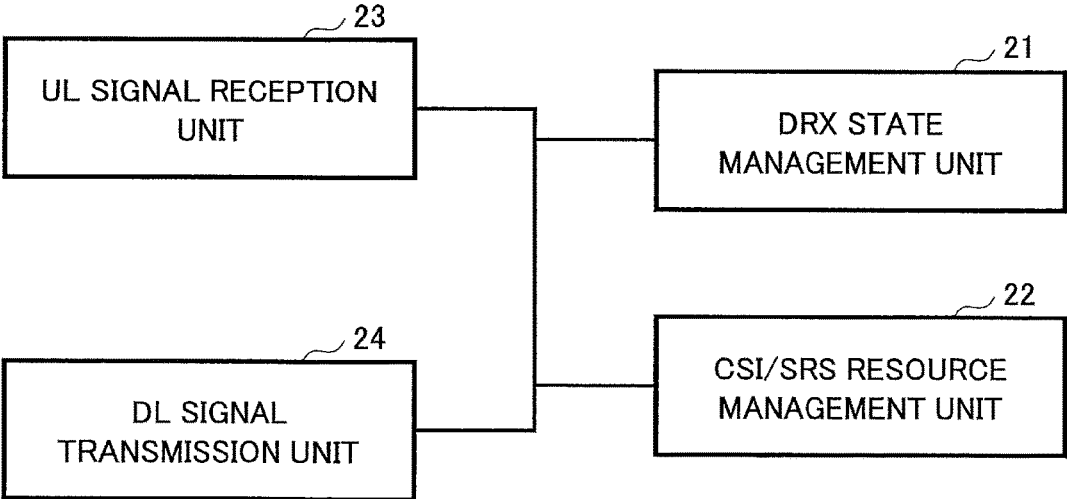 23
UL SIGNAL RECEPTION
UNIT
21
DRX STATE
MANAGEMENT UNIT
24
DL SIGNAL
TRANSMISSION UNIT
22
CSI/SRS RESOURCE
MANAGEMENT UNIT